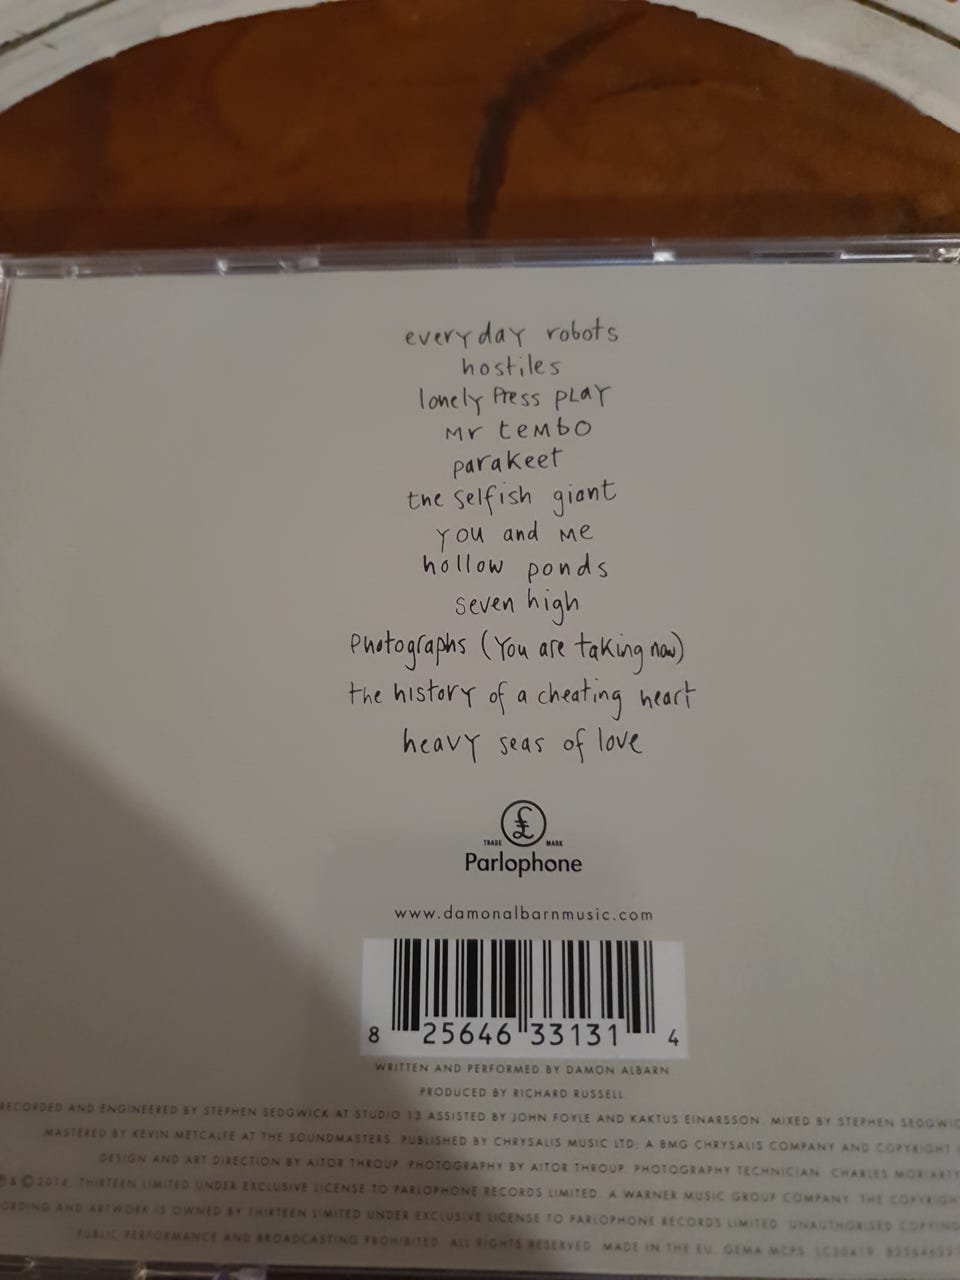 everyday robots
hostiles
lonely Press PLAY
Mr tembo
parakeet
the selfish giant
You and Me
hollow ponds
seven high
Photographs (You are taking now)
the history of a cheating heart
heavy seas of love
£
TRADE MARK
Parlophone
www.damonalbarnmusic.com
8 25646 33131 4
WRITTEN AND PERFORMED BY DAMON ALBARN
PRODUCED BY RICHARD RUSSELL
RECORDED AND ENGINEERED BY STEPHEN SEDGWICK AT STUDIO 13 ASSISTED BY JOHN FOYLE AND KAKTUS EINARSSON. MIXED BY STEPHEN SEDGWIC
MASTERED BY KEVIN METCALFE AT THE SOUNDMASTERS. PUBLISHED BY CHRYSALIS MUSIC LTD; A BMG CHRYSALIS COMPANY AND COPYRIGHT
DESIGN AND ART DIRECTION BY AITOR THROUP. PHOTOGRAPHY BY AITOR THROUP. PHOTOGRAPHY TECHNICIAN: CHARLES MORIARTY
℗ & © 2014. THIRTEEN LIMITED UNDER EXCLUSIVE LICENSE TO PARLOPHONE RECORDS LIMITED. A WARNER MUSIC GROUP COMPANY. THE COPYRIGH
ORDING AND ARTWORK IS OWNED BY THIRTEEN LIMITED UNDER EXCLUSIVE LICENSE TO PARLOPHONE RECORDS LIMITED. UNAUTHORISED COPYING
PUBLIC PERFORMANCE AND BROADCASTING PROHIBITED. ALL RIGHTS RESERVED. MADE IN THE EU. GEMA MCPS.